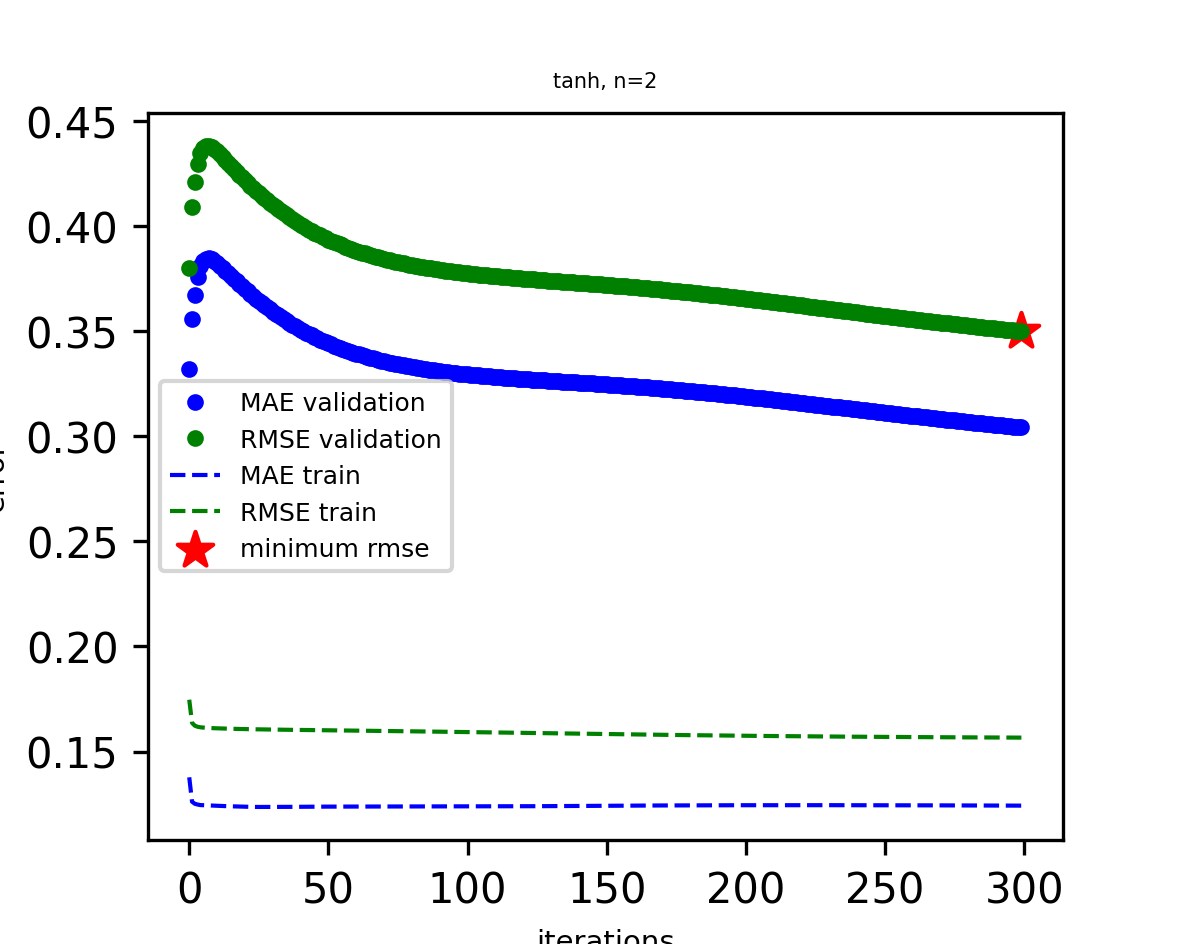 tanh, n=2
0.45
0.40
0.35
0.30
0.25
0.20
0.15
MAE validation
RMSE validation
MAE train
RMSE train
minimum rmse
0 50 100 150 200 250 300
iterations